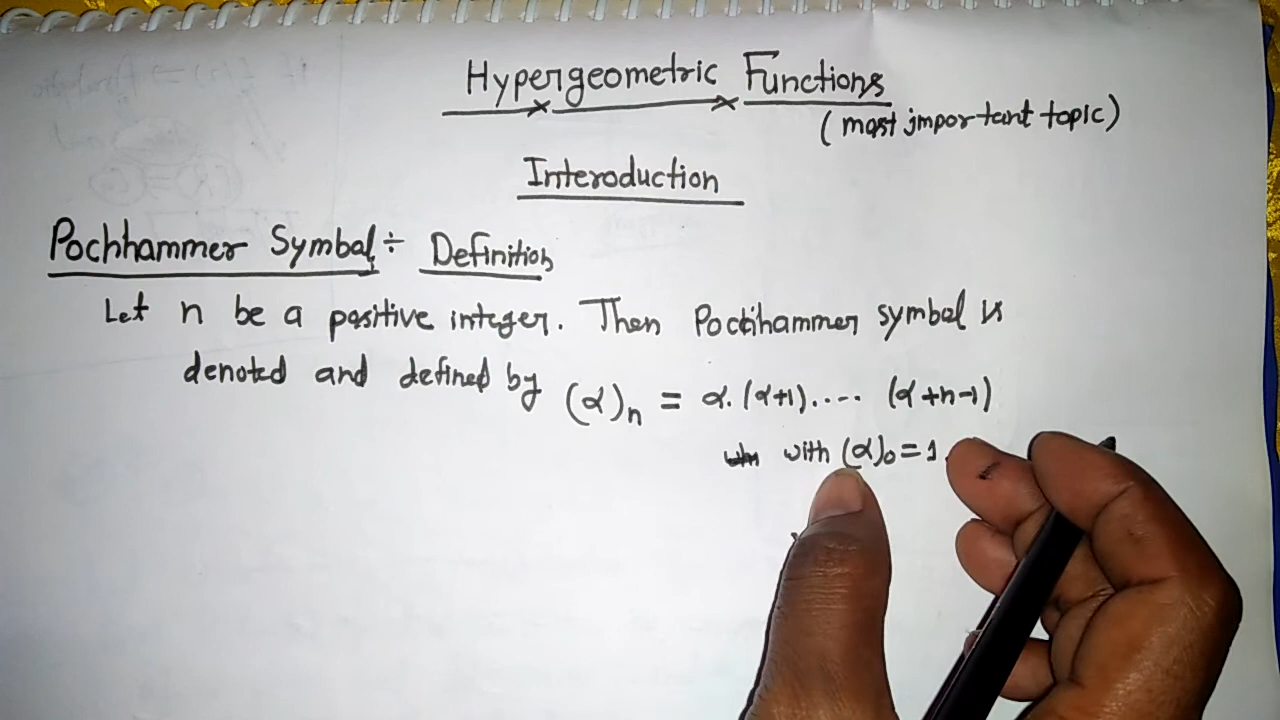 Hypergeometric Functions
(most important topic)
Interoduction
Pochhammer Symbol ÷ Definition
Let n be a positive integer. Then Pochhammer symbol is
denoted and defined by (α)n = α.(α+1).... (α+n-1)
with (α)0 = 1.